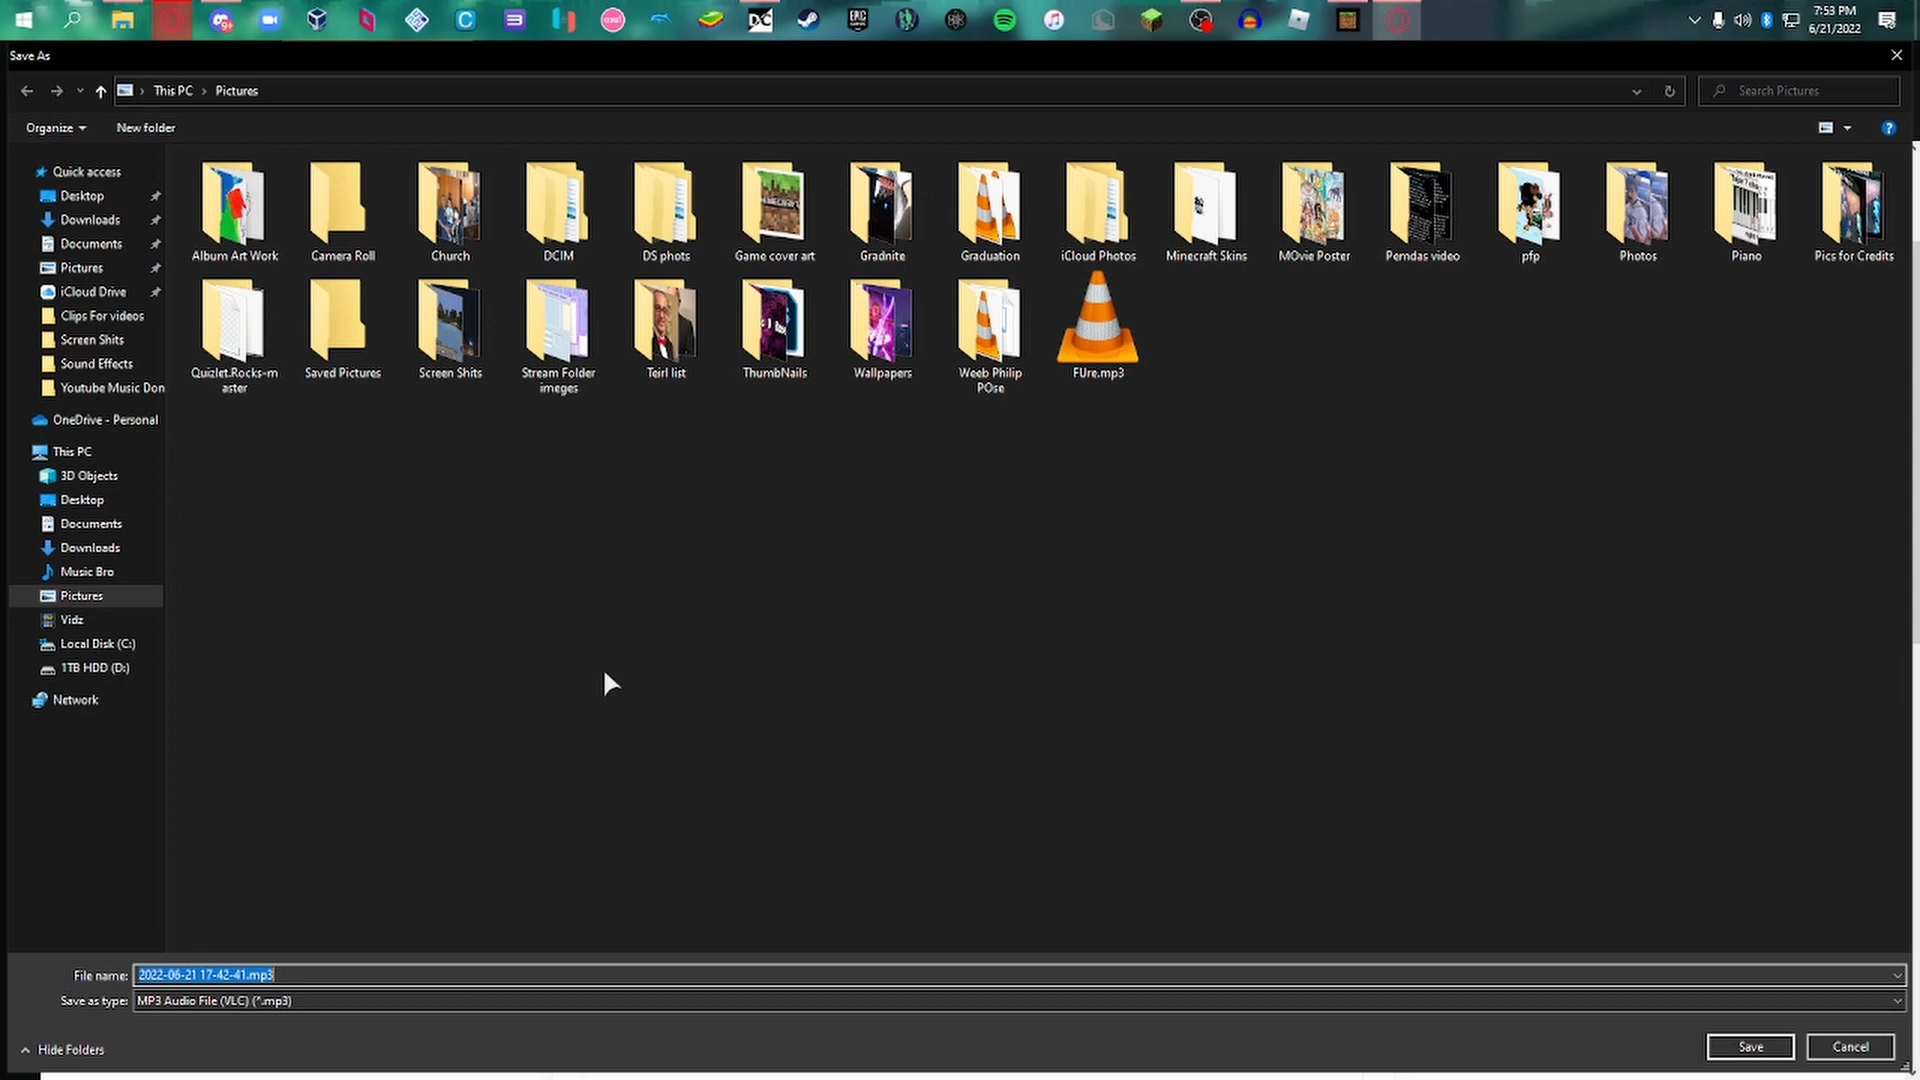 7:53 PM
6/21/2022
Save As
This PC
Pictures
Search Pictures
Organize
New folder
Quick access
Desktop
Downloads
Documents
Pictures
iCloud Drive
Clips For videos
Screen Shits
Sound Effects
Youtube Music Don
OneDrive - Personal
This PC
3D Objects
Desktop
Documents
Downloads
Music Bro
Pictures
Vidz
Local Disk (C:)
1TB HDD (D:)
Network
Album Art Work
Camera Roll
Church
DCIM
DS phots
Game cover art
Gradnite
Graduation
iCloud Photos
Minecraft Skins
MOvie Poster
Pemdas video
pfp
Photos
Piano
Pics for Credits
Quizlet.Rocks-m
aster
Saved Pictures
Screen Shits
Stream Folder
imeges
Teirl list
ThumbNails
Wallpapers
Weeb Philip
POse
FUre.mp3
File name:
2022-06-21 17-42-41.mp3
Save as type:
MP3 Audio File (VLC) (*.mp3)
Hide Folders
Save
Cancel